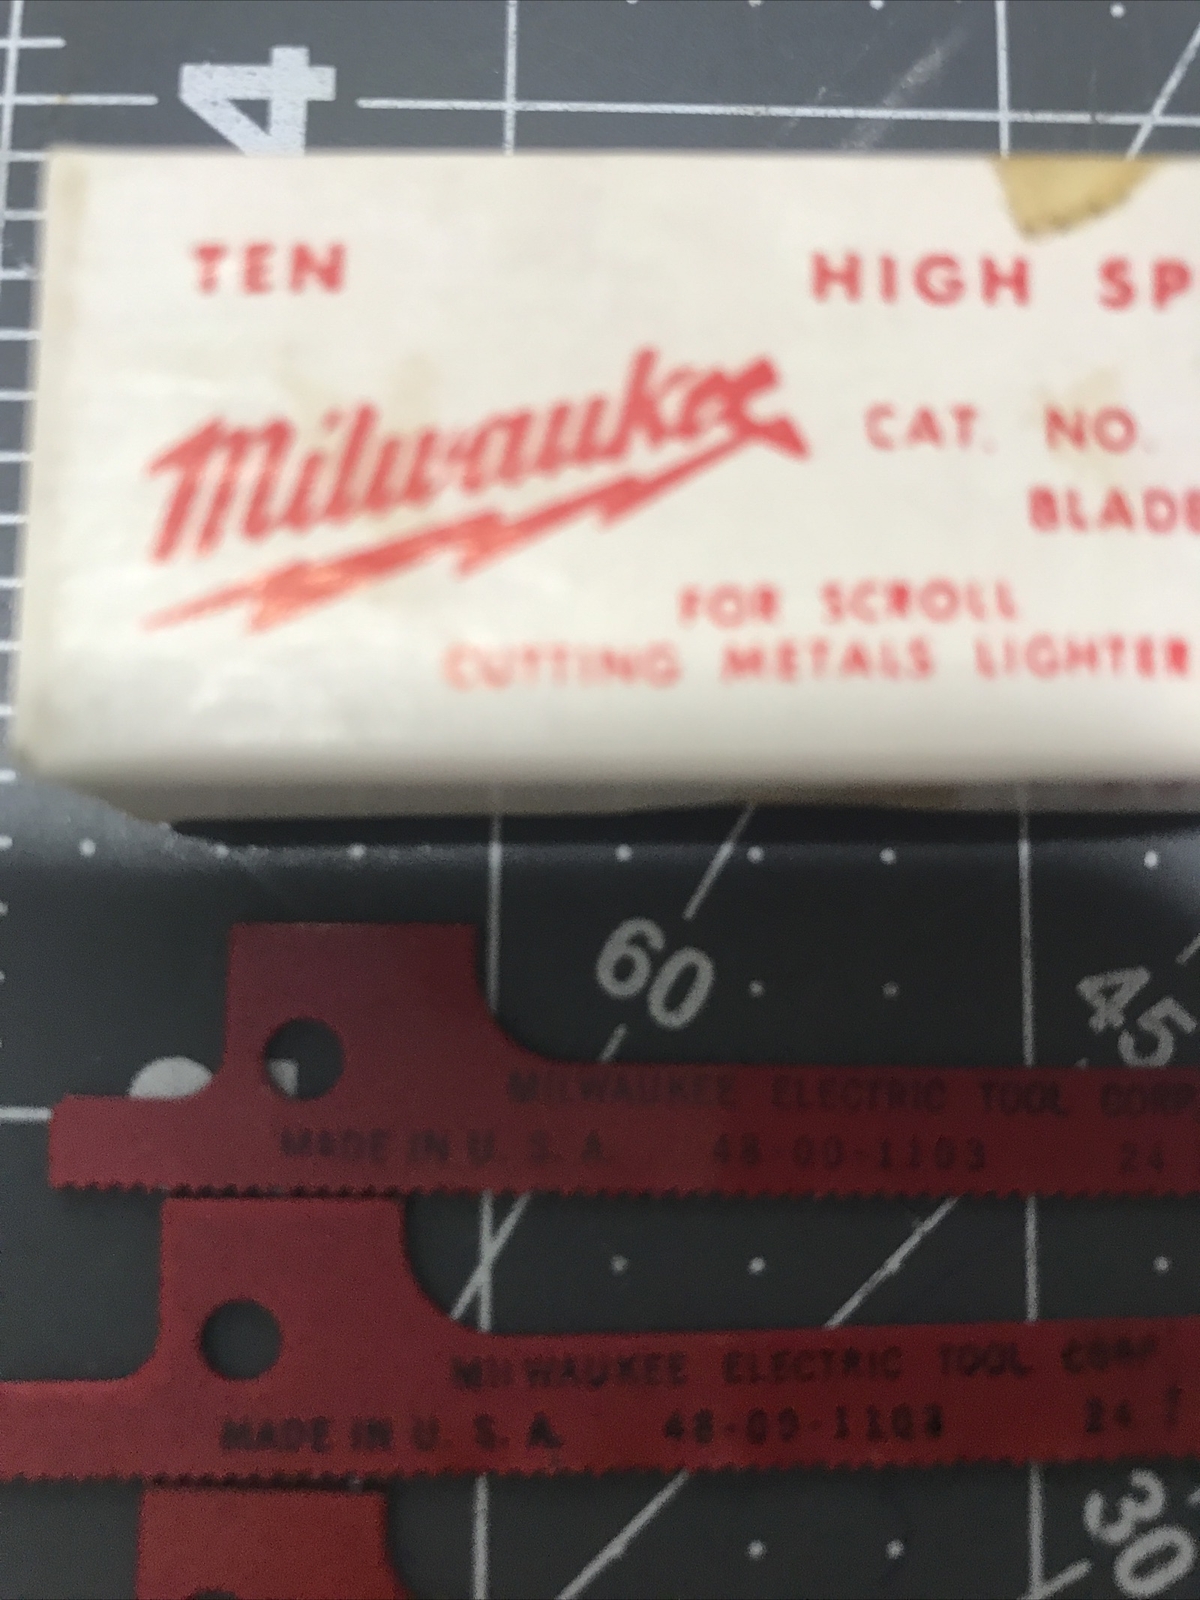 4
TEN HIGH SP
Milwaukee
CAT. NO.
BLADE
FOR SCROLL
CUTTING METALS LIGHTER
60
45
MILWAUKEE ELECTRIC TOOL CORP
MADE IN U. S. A. 48-00-1103 24
MILWAUKEE ELECTRIC TOOL CORP
MADE IN U. S. A. 48-00-1103 24 T
30